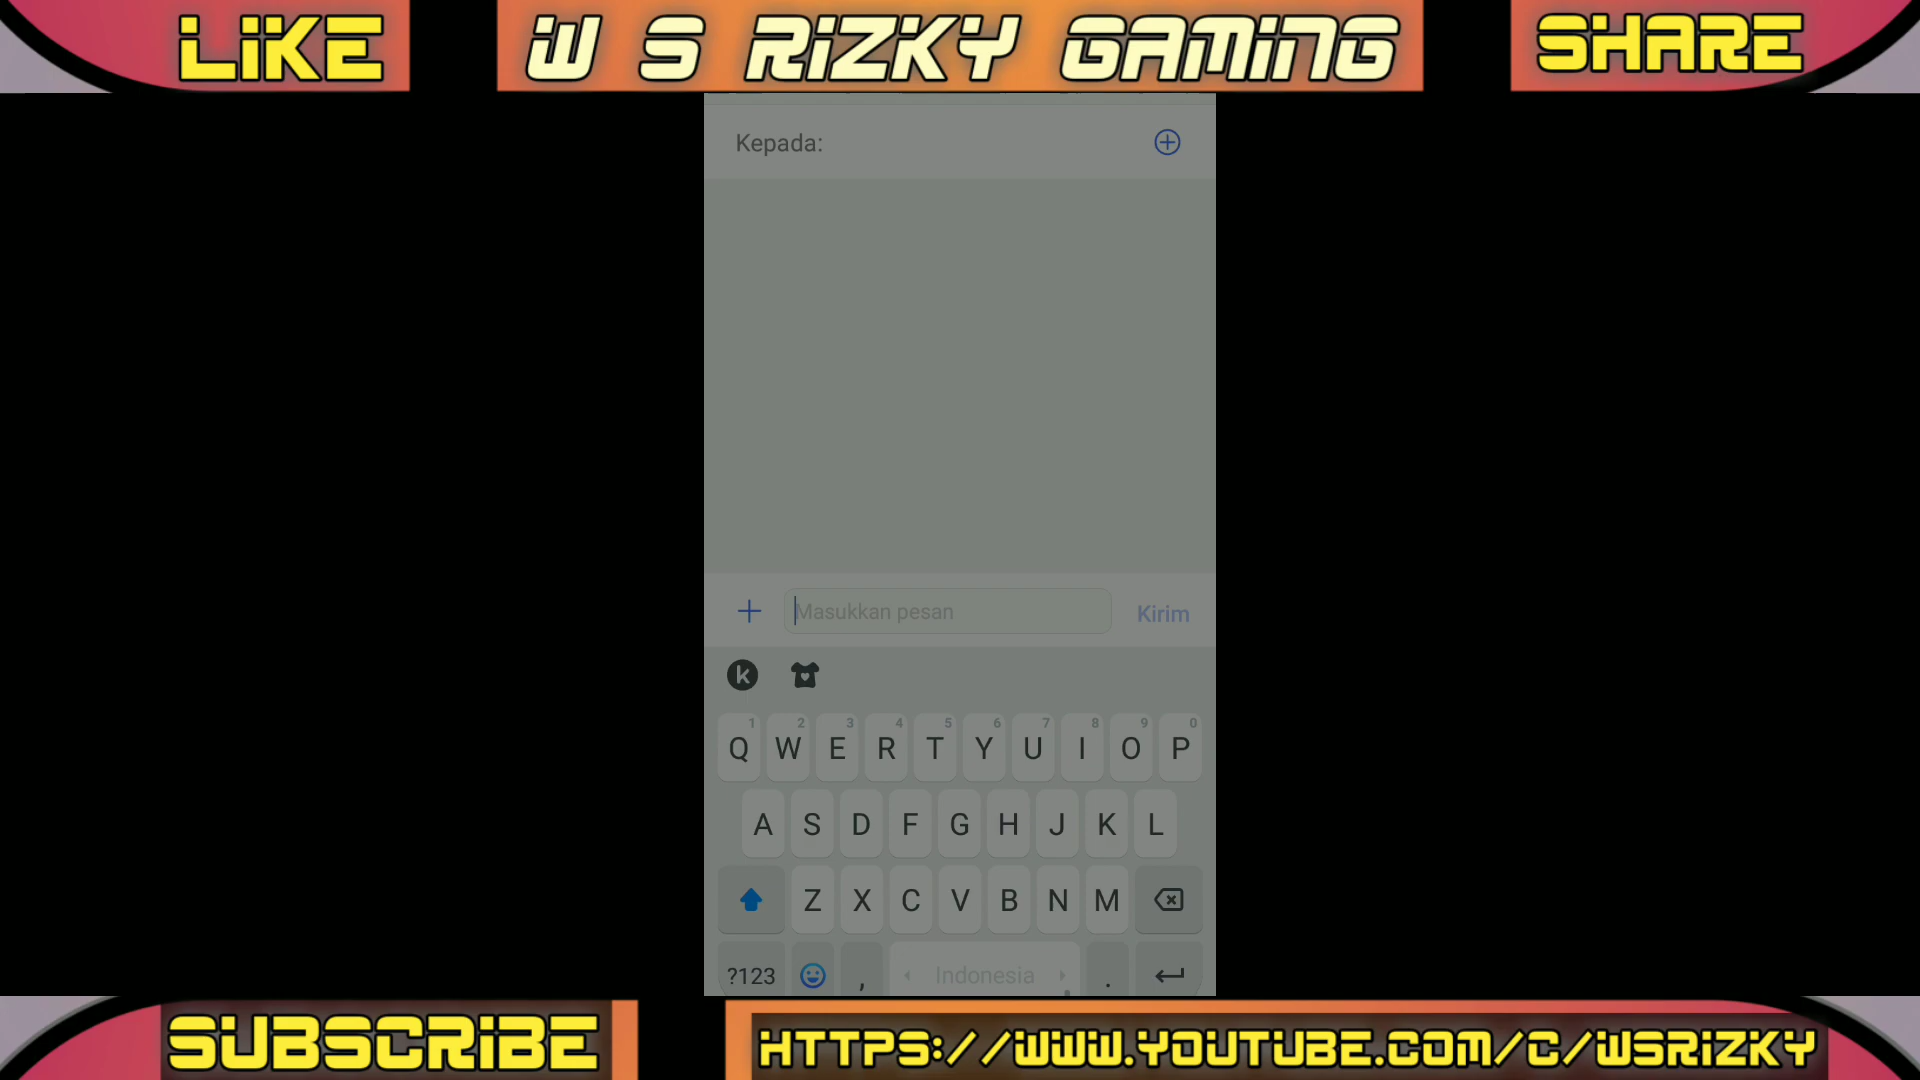 LIKE
W S RIZKY GAMING
SHARE
Kepada:
Masukkan pesan
Kirim
k
1 2 3 4 5 6 7 8 9 0
Q W E R T Y U I O P
A S D F G H J K L
Z X C V B N M
?123 , Indonesia .
SUBSCRIBE
HTTPS://WWW.YOUTUBE.COM/C/WSRIZKY